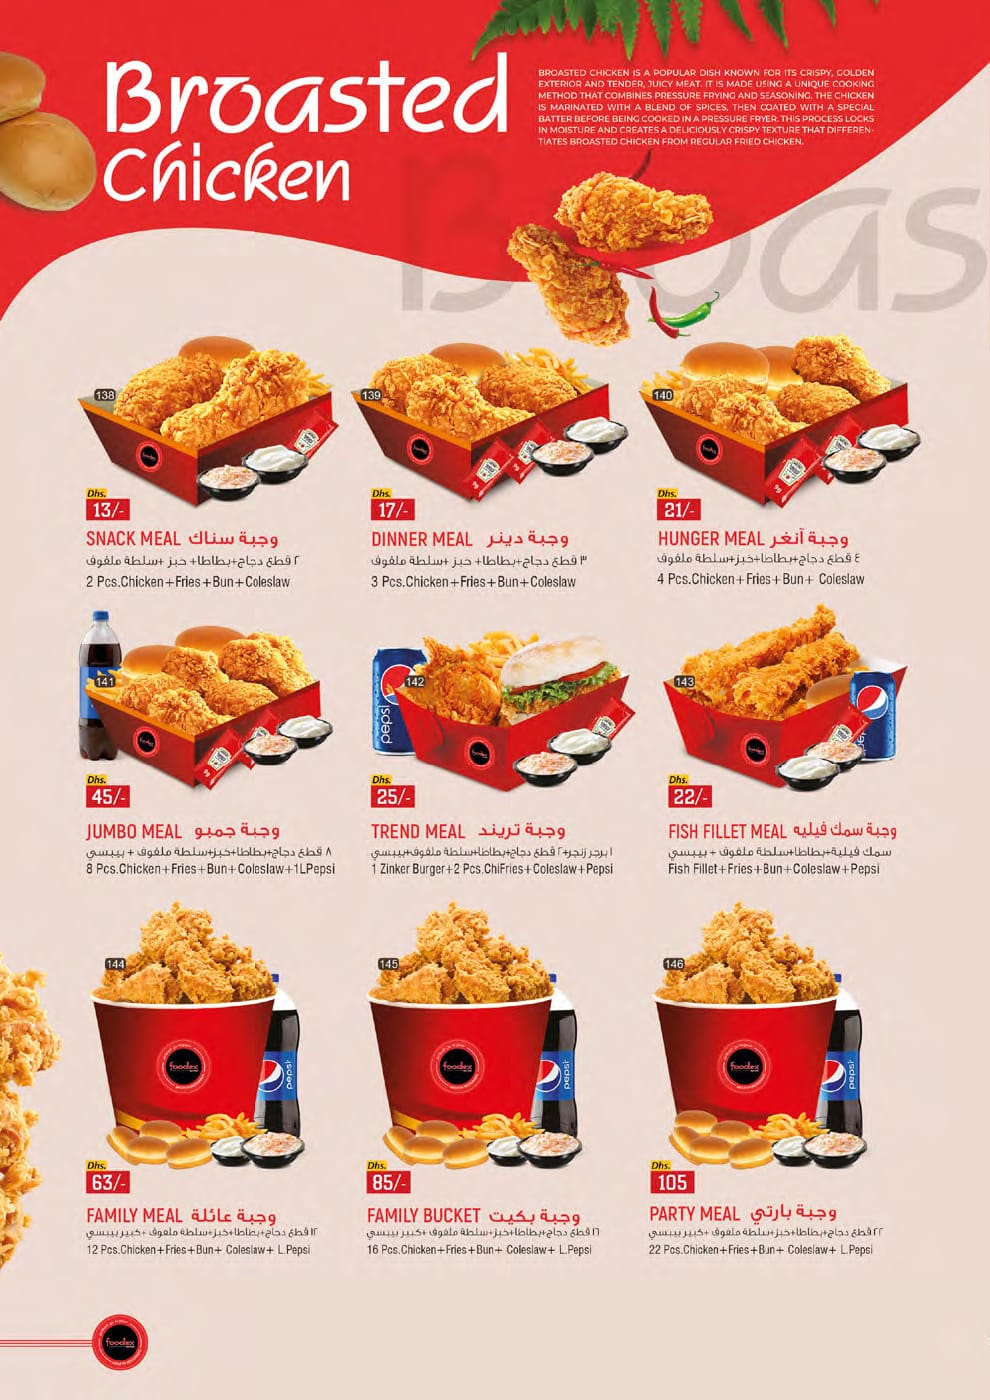 Broasted
Chicken
BROASTED CHICKEN IS A POPULAR DISH KNOWN FOR ITS CRISPY, GOLDEN
EXTERIOR AND TENDER, JUICY MEAT. IT IS MADE USING A UNIQUE COOKING
METHOD THAT COMBINES PRESSURE FRYING AND SEASONING. THE CHICKEN
IS MARINATED WITH A BLEND OF SPICES, THEN COATED WITH A SPECIAL
BATTER BEFORE BEING COOKED IN A PRESSURE FRYER. THIS PROCESS LOCKS
IN MOISTURE AND CREATES A DELICIOUSLY CRISPY TEXTURE THAT DIFFEREN-
TIATES BROASTED CHICKEN FROM REGULAR FRIED CHICKEN.
Broas
138
Dhs.
13/-
SNACK MEAL وجبة سناك
٢ قطع دجاج+بطاطا+ خبز +سلطة ملفوف
2 Pcs.Chicken+Fries+Bun+Coleslaw
139
Dhs.
17/-
DINNER MEAL وجبة دينر
٣ قطع دجاج+بطاطا+ خبز +سلطة ملفوف
3 Pcs.Chicken+Fries+Bun+Coleslaw
140
Dhs.
21/-
HUNGER MEAL وجبة آنغر
٤ قطع دجاج+بطاطا+خبز+سلطة ملفوف
4 Pcs.Chicken+Fries+Bun+ Coleslaw
141
Dhs.
45/-
JUMBO MEAL وجبة جمبو
٨ قطع دجاج+بطاطا+خبز+سلطة ملفوف + بيبسي
8 Pcs.Chicken+Fries+Bun+Coleslaw+1LPepsi
142
pepsi
Dhs.
25/-
TREND MEAL وجبة تريند
١ برجر زنجر+٢ قطع دجاج+بطاطا+سلطة ملفوف+بيبسي
1 Zinker Burger+2 Pcs.ChiFries+Coleslaw+Pepsi
143
Dhs.
22/-
FISH FILLET MEAL وجبة سمك فيليه
سمك فيلية+بطاطا+سلطة ملفوف + بيبسي
Fish Fillet+Fries+Bun+Coleslaw+Pepsi
144
foodex
pepsi
Dhs.
63/-
FAMILY MEAL وجبة عائلة
١٢ قطع دجاج+بطاطا+خبز+سلطة ملفوف +كبير بيبسي
12 Pcs.Chicken+Fries+Bun+ Coleslaw+ L.Pepsi
145
foodex
pepsi
Dhs.
85/-
FAMILY BUCKET وجبة بكيت
١٦ قطع دجاج+بطاطا+خبز+سلطة ملفوف +كبير بيبسي
16 Pcs.Chicken+Fries+Bun+ Coleslaw+ L.Pepsi
146
foodex
pepsi
Dhs.
105
PARTY MEAL وجبة بارتي
٢٢ قطع دجاج+بطاطا+خبز+سلطة ملفوف +كبير بيبسي
22 Pcs.Chicken+Fries+Bun+ Coleslaw+ L.Pepsi
foodex